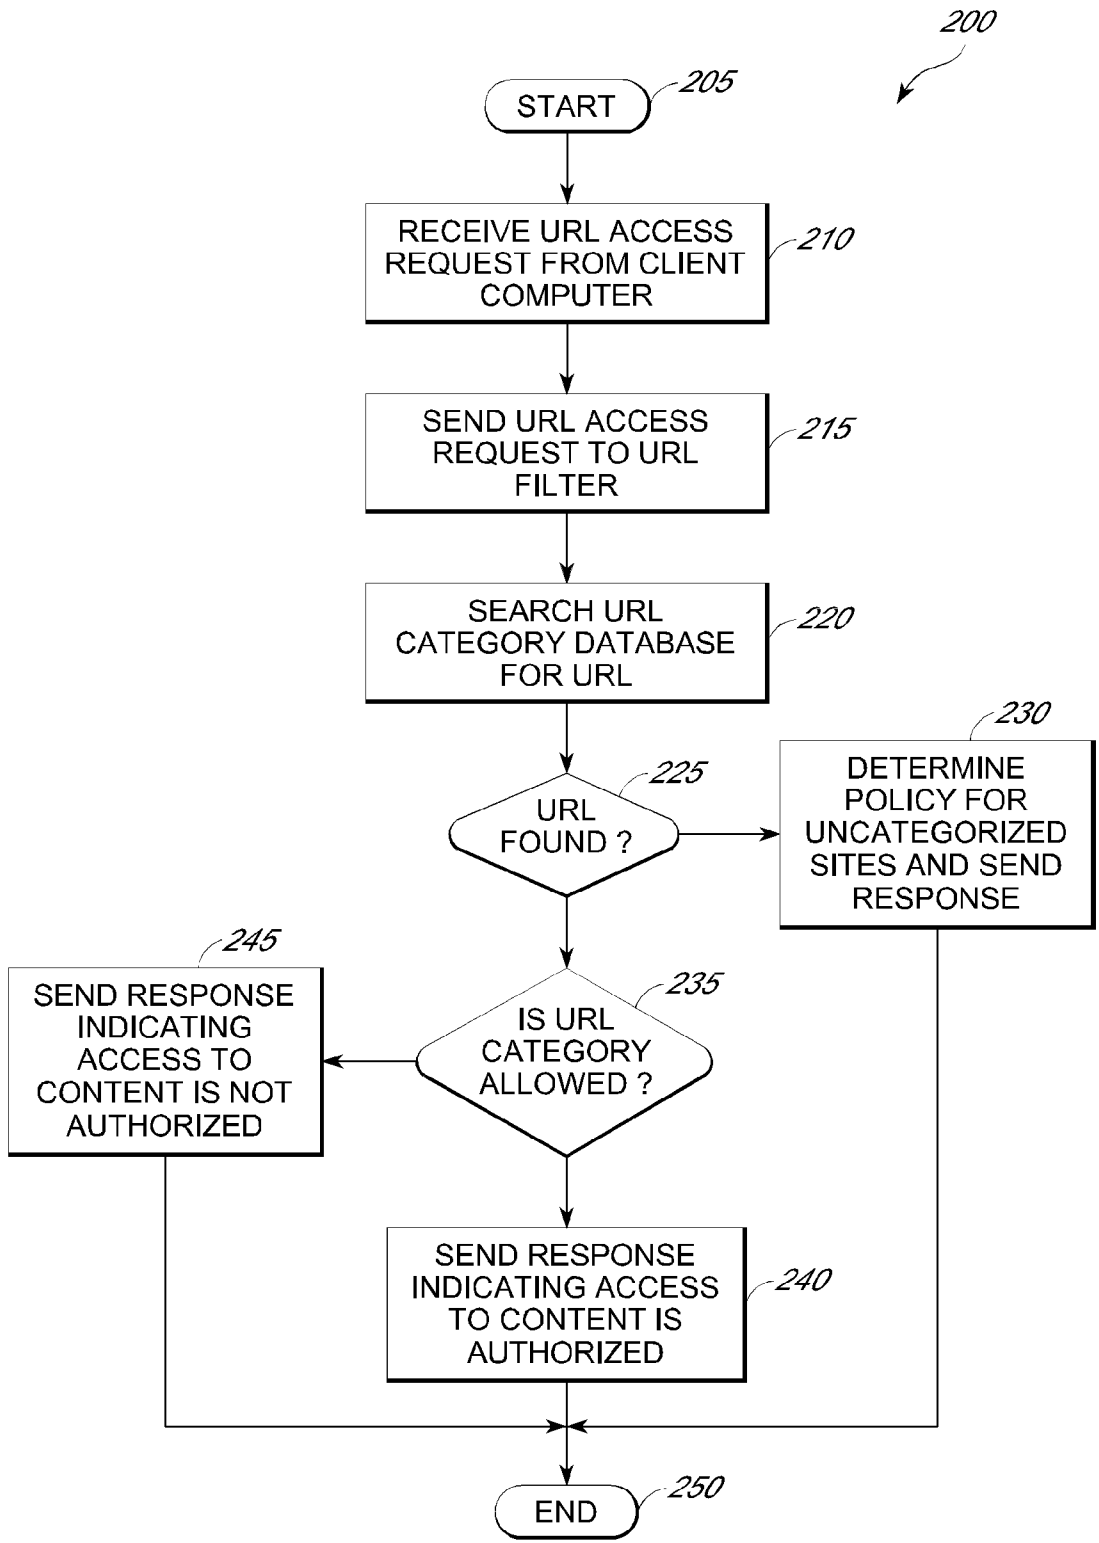 200
START
205
RECEIVE URL ACCESS
REQUEST FROM CLIENT
COMPUTER
210
SEND URL ACCESS
REQUEST TO URL
FILTER
215
SEARCH URL
CATEGORY DATABASE
FOR URL
220
URL
FOUND ?
225
230
DETERMINE
POLICY FOR
UNCATEGORIZED
SITES AND SEND
RESPONSE
245
SEND RESPONSE
INDICATING
ACCESS TO
CONTENT IS NOT
AUTHORIZED
235
IS URL
CATEGORY
ALLOWED ?
SEND RESPONSE
INDICATING ACCESS
TO CONTENT IS
AUTHORIZED
240
END
250